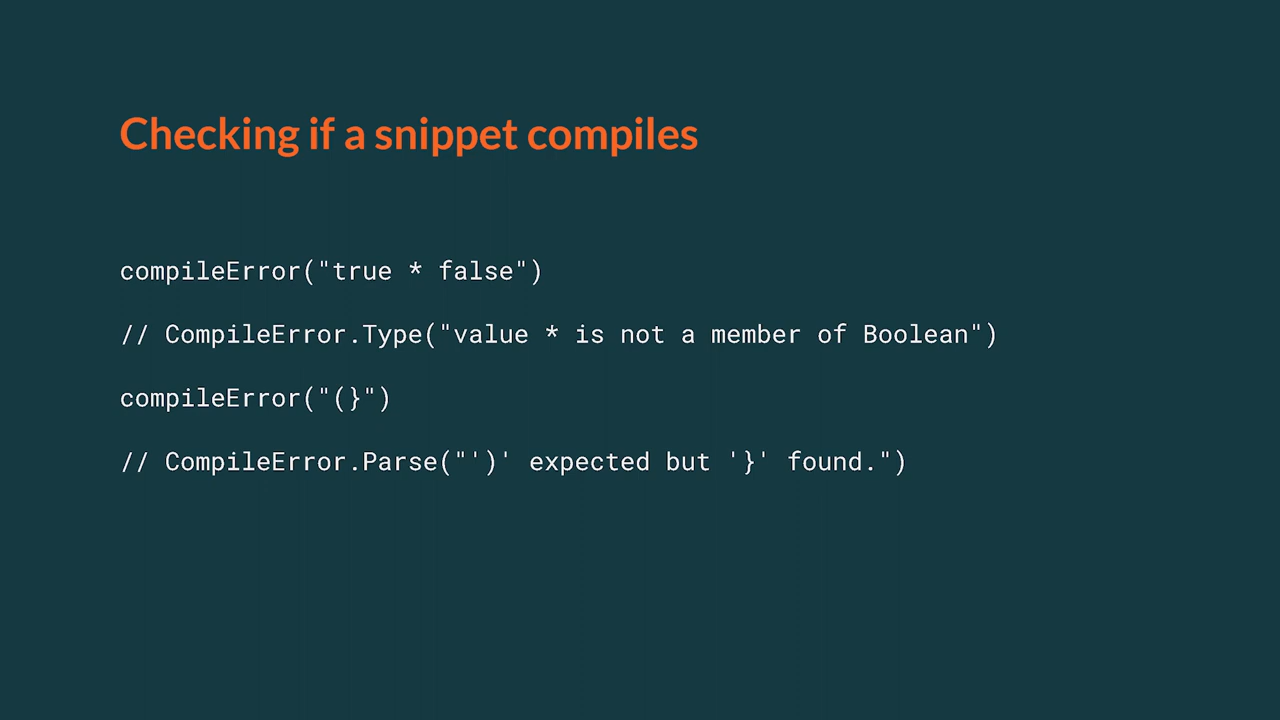 Checking if a snippet compiles
compileError("true * false")
// CompileError.Type("value * is not a member of Boolean")
compileError("(}")
// CompileError.Parse("')' expected but '}' found.")